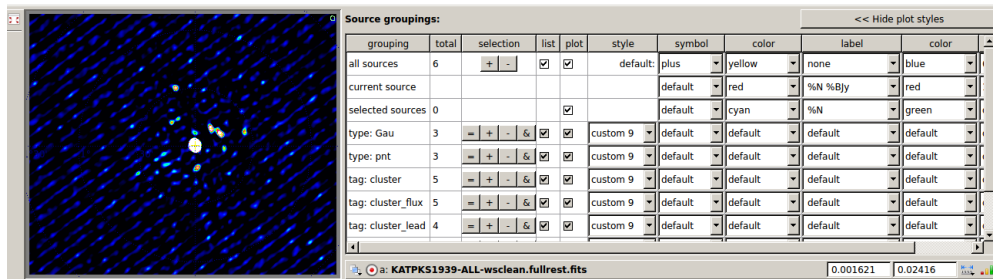 Source groupings:
<< Hide plot styles
grouping total selection list plot style symbol color label color
all sources 6 + - default: plus yellow none blue
current source default red %N %BJy red
selected sources 0 default cyan %N green
type: Gau 3 = + - & custom 9 default default default default
type: pnt 3 = + - & custom 9 default default default default
tag: cluster 5 = + - & custom 9 default default default default
tag: cluster_flux 5 = + - & custom 9 default default default default
tag: cluster_lead 4 = + - & custom 9 default default default default
a: KATPKS1939-ALL-wsclean.fullrest.fits 0.001621 0.02416